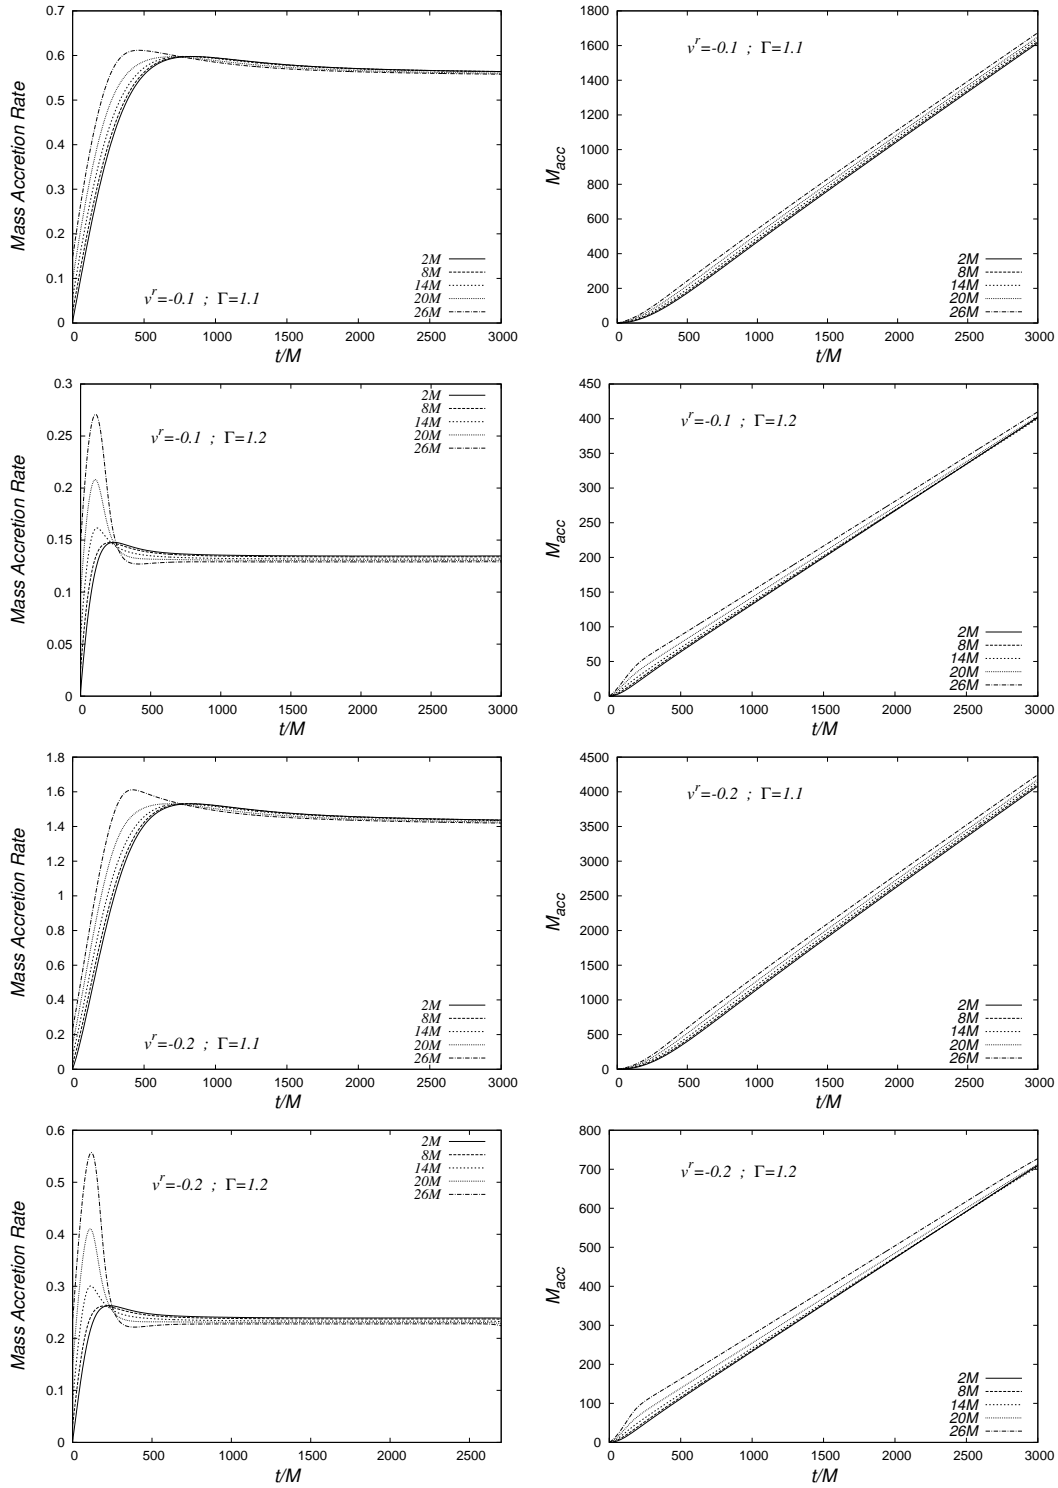 Mass Accretion Rate
0.7
0.6
0.5
0.4
0.3
0.2
0.1
0
v^r=-0.1 ; Γ=1.1
2M
8M
14M
20M
26M
0 500 1000 1500 2000 2500 3000
t/M
M_acc
1800
1600
1400
1200
1000
800
600
400
200
0
v^r=-0.1 ; Γ=1.1
2M
8M
14M
20M
26M
0 500 1000 1500 2000 2500 3000
t/M
Mass Accretion Rate
0.3
0.25
0.2
0.15
0.1
0.05
0
2M
8M
14M
20M
26M
v^r=-0.1 ; Γ=1.2
0 500 1000 1500 2000 2500 3000
t/M
M_acc
450
400
350
300
250
200
150
100
50
0
v^r=-0.1 ; Γ=1.2
2M
8M
14M
20M
26M
0 500 1000 1500 2000 2500 3000
t/M
Mass Accretion Rate
1.8
1.6
1.4
1.2
1
0.8
0.6
0.4
0.2
0
v^r=-0.2 ; Γ=1.1
2M
8M
14M
20M
26M
0 500 1000 1500 2000 2500 3000
t/M
M_acc
4500
4000
3500
3000
2500
2000
1500
1000
500
0
v^r=-0.2 ; Γ=1.1
2M
8M
14M
20M
26M
0 500 1000 1500 2000 2500 3000
t/M
Mass Accretion Rate
0.6
0.5
0.4
0.3
0.2
0.1
0
2M
8M
14M
20M
26M
v^r=-0.2 ; Γ=1.2
0 500 1000 1500 2000 2500
t/M
M_acc
800
700
600
500
400
300
200
100
0
v^r=-0.2 ; Γ=1.2
2M
8M
14M
20M
26M
0 500 1000 1500 2000 2500 3000
t/M